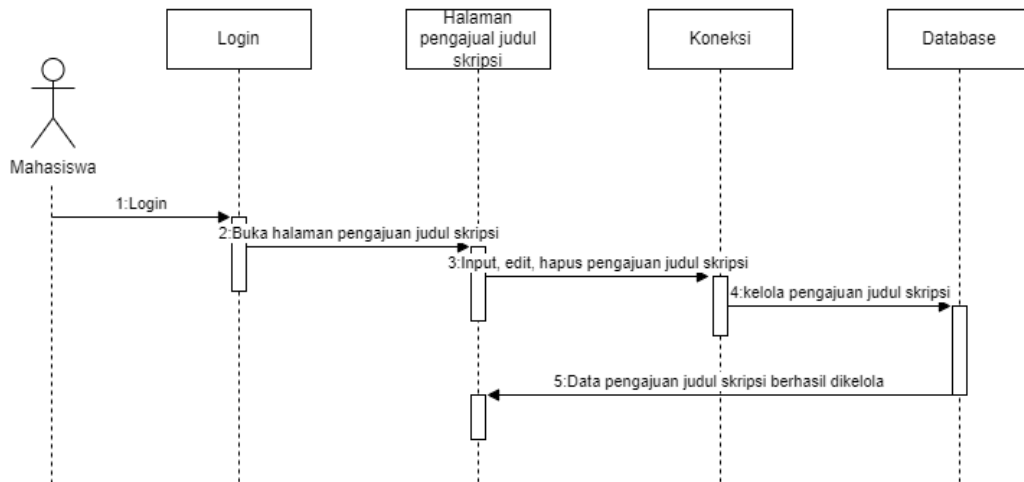 Login
Halaman
pengajual judul
skripsi
Koneksi
Database
Mahasiswa
1:Login
2:Buka halaman pengajuan judul skripsi
3:Input, edit, hapus pengajuan judul skripsi
4:kelola pengajuan judul skripsi
5:Data pengajuan judul skripsi berhasil dikelola